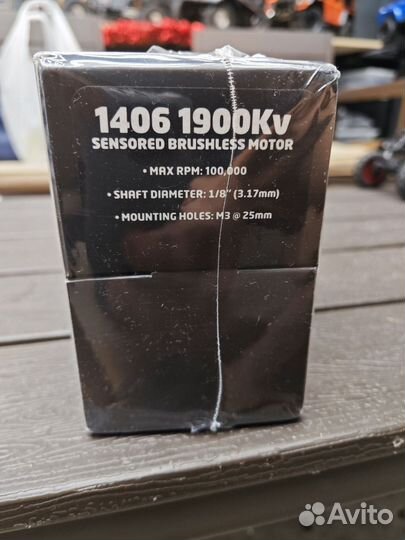 1406 1900Kv
SENSORED BRUSHLESS MOTOR
• MAX RPM: 100,000
• SHAFT DIAMETER: 1/8" (3.17mm)
• MOUNTING HOLES: M3 @ 25mm
Avito